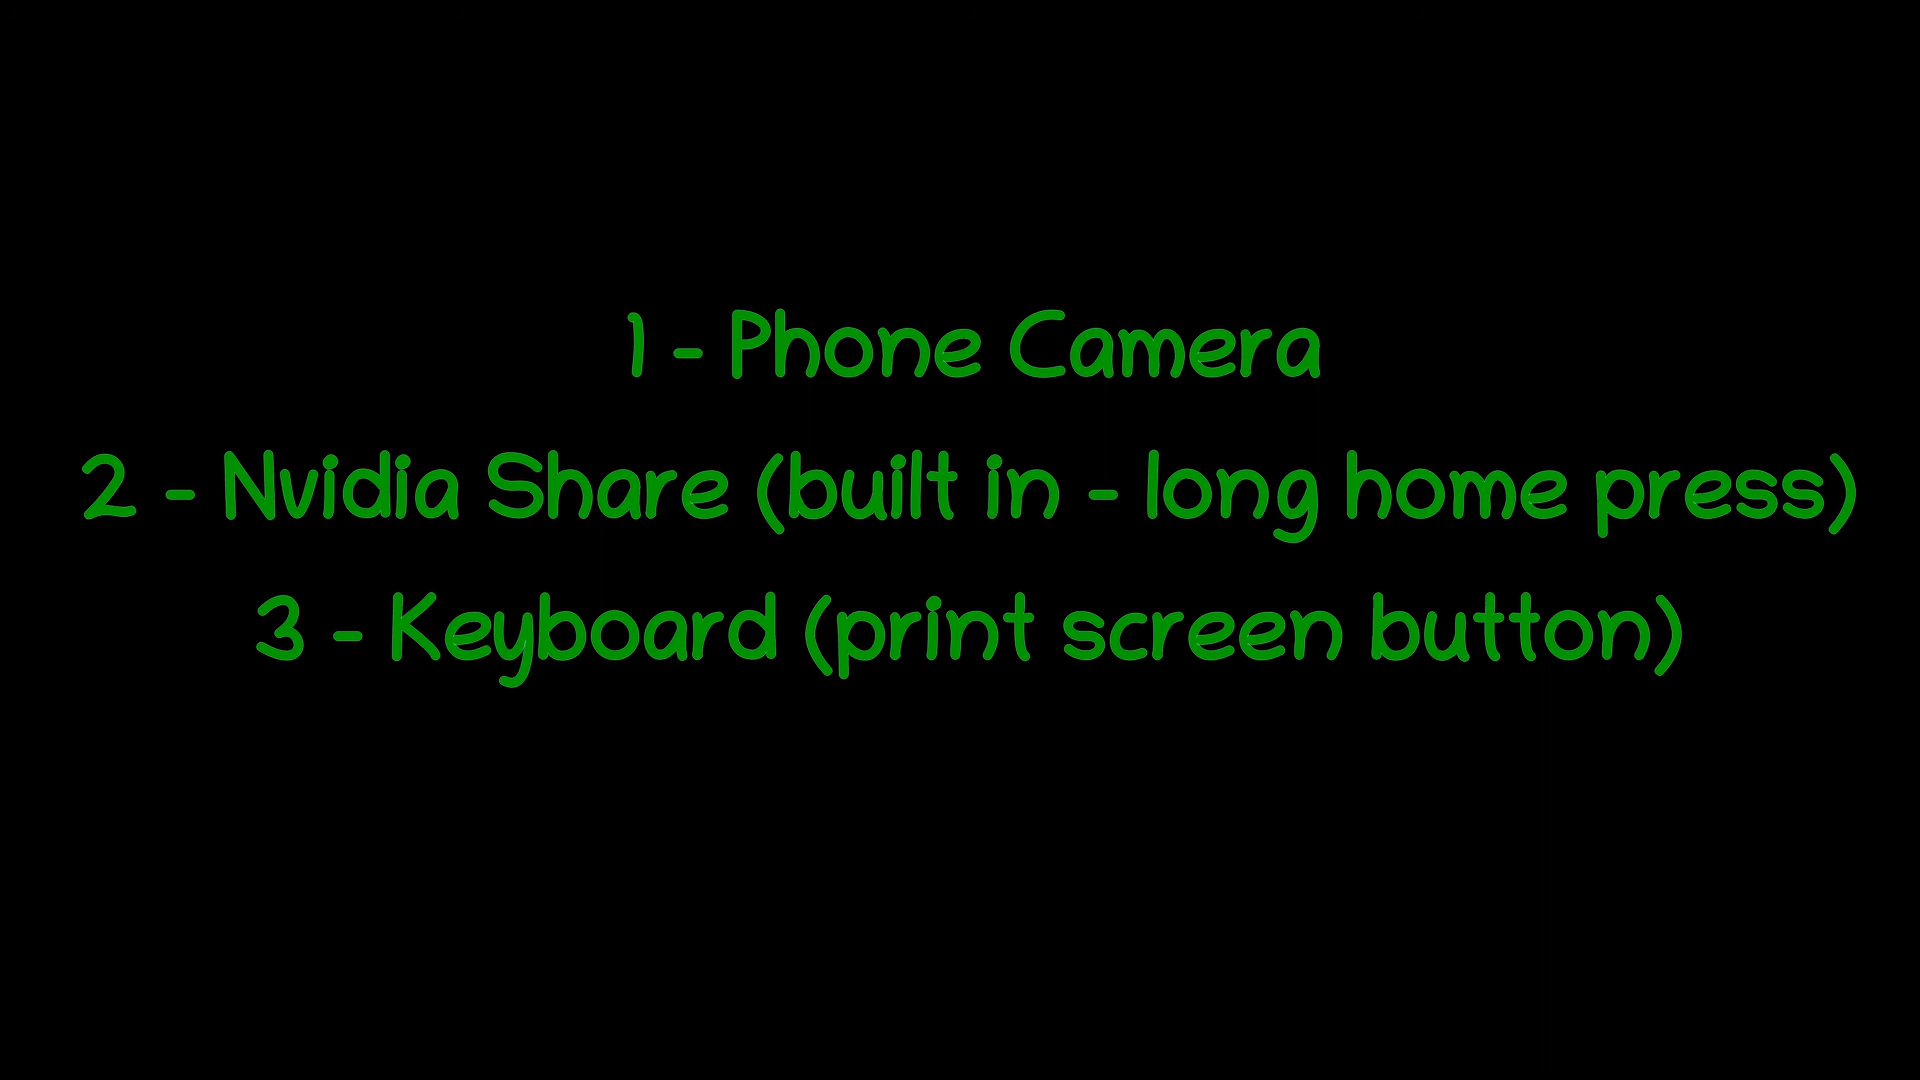 1 - Phone Camera
2 - Nvidia Share (built in - long home press)
3 - Keyboard (print screen button)